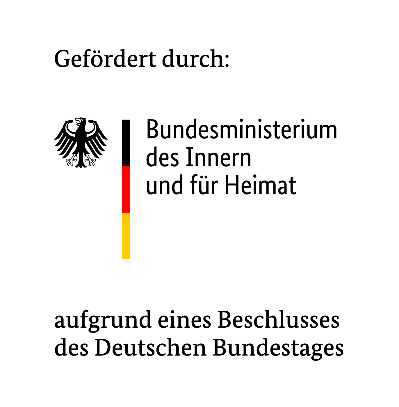 Gefördert durch:
Bundesministerium
des Innern
und für Heimat
aufgrund eines Beschlusses
des Deutschen Bundestages